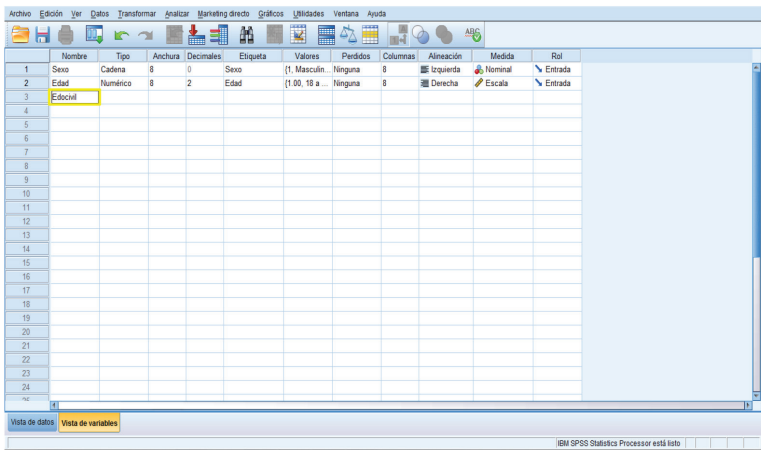 Archivo Edición Ver Datos Transformar Analizar Marketing directo Gráficos Utilidades Ventana Ayuda
ABC
Nombre Tipo Anchura Decimales Etiqueta Valores Perdidos Columnas Alineación Medida Rol
1 Sexo Cadena 8 0 Sexo {1, Masculin... Ninguna 8 Izquierda Nominal Entrada
2 Edad Numérico 8 2 Edad {1.00, 18 a ... Ninguna 8 Derecha Escala Entrada
3 Edocivil
4
5
6
7
8
9
10
11
12
13
14
15
16
17
18
19
20
21
22
23
24
Vista de datos Vista de variables
IBM SPSS Statistics Processor está listo